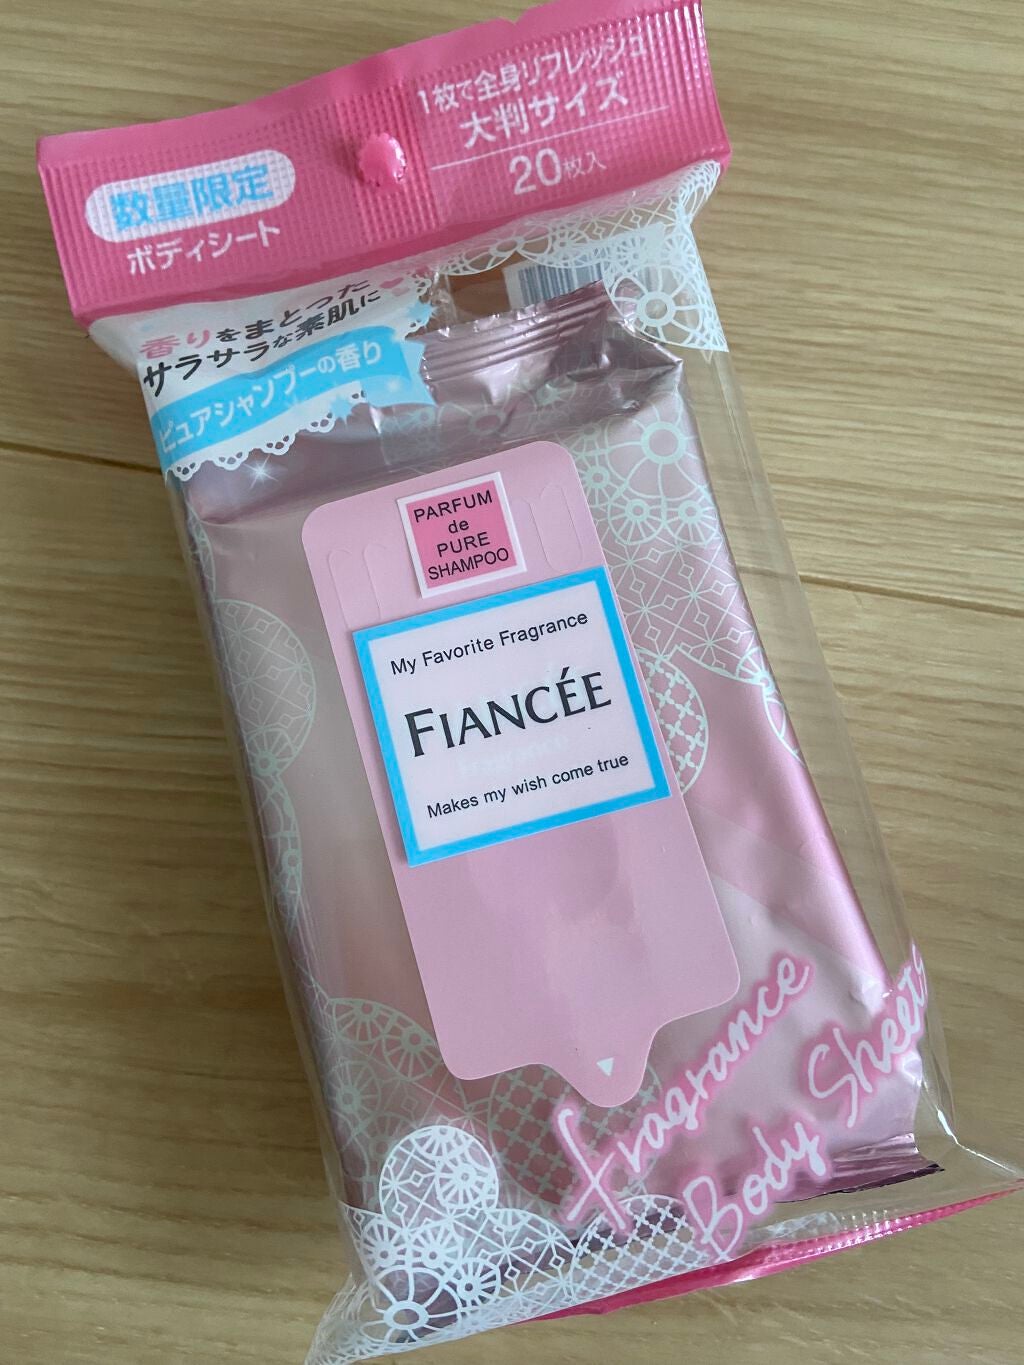 1枚で全身リフレッシュ
大判サイズ
20枚入
数量限定
ボディシート
香りをまとった
サラサラな素肌に
ピュアシャンプーの香り
PARFUM
de
PURE
SHAMPOO
My Favorite Fragrance
FIANCÉE
Makes my wish come true
Fragrance
Body Sheets